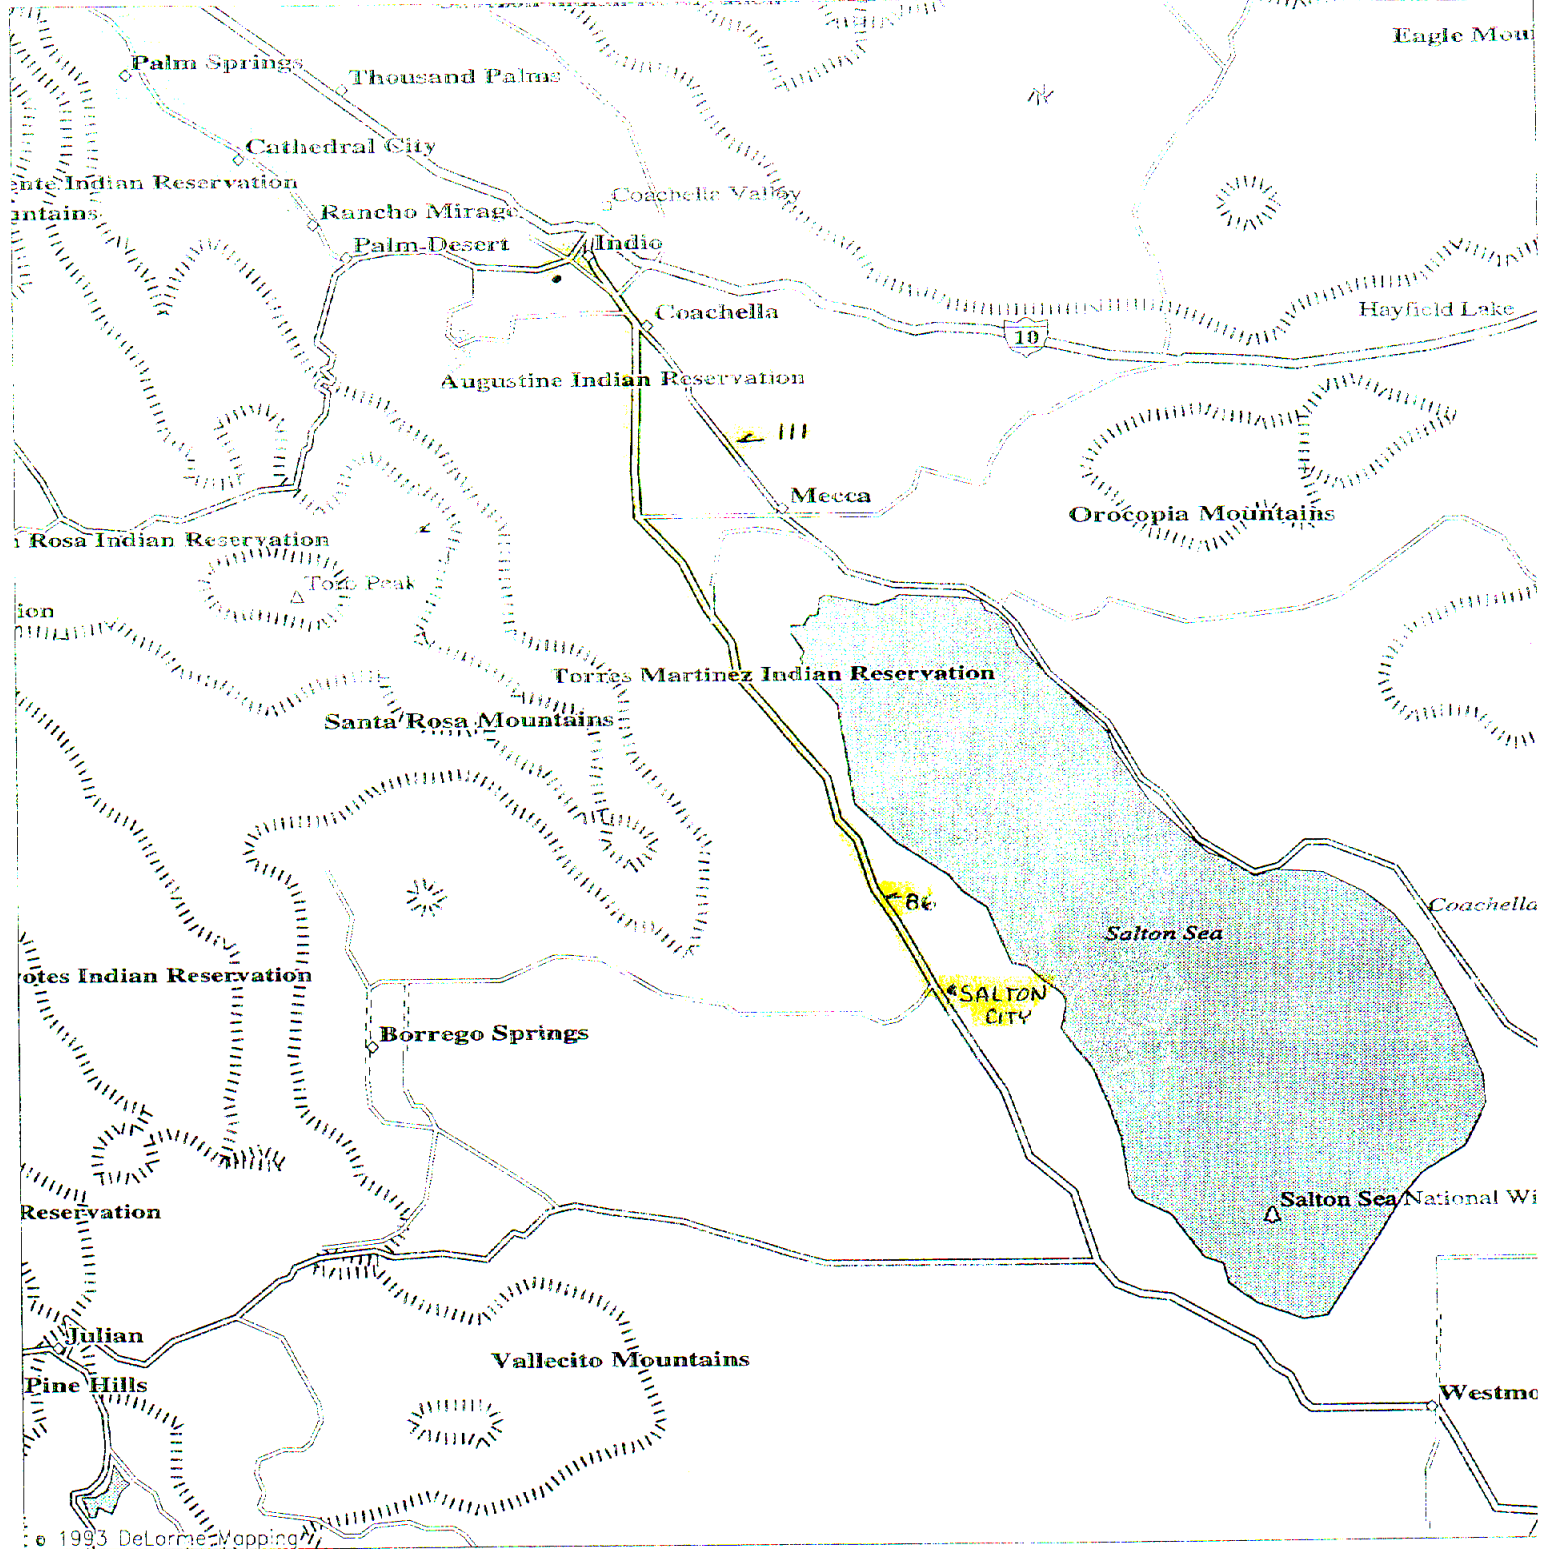 Eagle Moun
Palm Springs
Thousand Palms
Cathedral City
ente Indian Reservation
Coachella Valley
untains
Rancho Mirage
Palm Desert
Indio
Coachella
10
Hayfield Lake
Augustine Indian Reservation
111
Mecca
Orocopia Mountains
Rosa Indian Reservation
Toro Peak
ion
Torres Martinez Indian Reservation
Santa Rosa Mountains
86
Coachella
Salton Sea
otes Indian Reservation
SALTON
CITY
Borrego Springs
Salton Sea National Wi
Reservation
Julian
Vallecito Mountains
Pine Hills
Westmo
© 1993 DeLorme Mapping